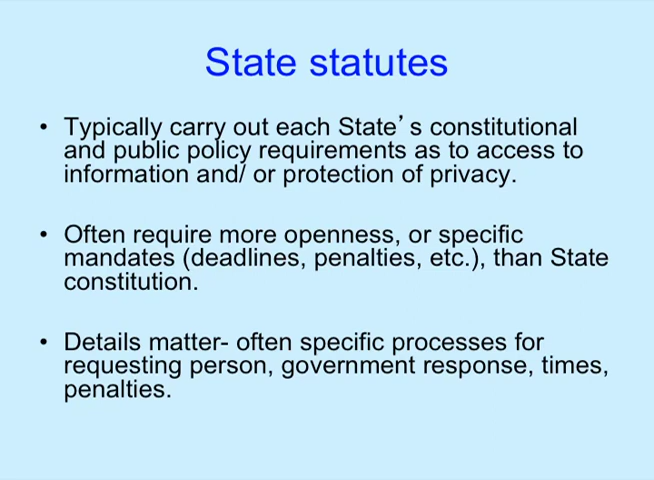 State statutes
• Typically carry out each State’ s constitutional
and public policy requirements as to access to
information and/ or protection of privacy.
• Often require more openness, or specific
mandates (deadlines, penalties, etc.), than State
constitution.
• Details matter- often specific processes for
requesting person, government response, times,
penalties.